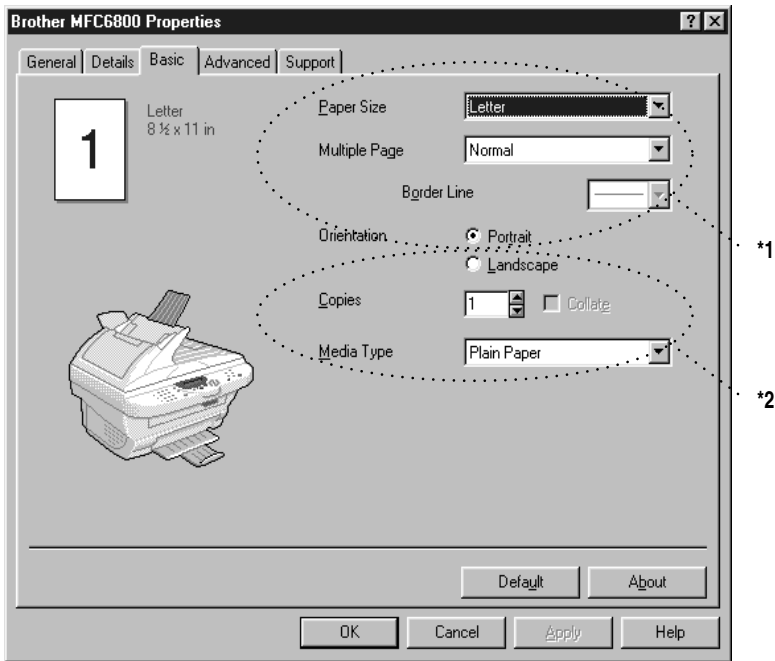 Brother MFC6800 Properties
General Details Basic Advanced Support
1
Letter
8 ½ x 11 in
Paper Size Letter
Multiple Page Normal
Border Line
*1
Orientation Portrait
Landscape
Copies 1 Collate
Media Type Plain Paper
*2
Default About
OK Cancel Apply Help